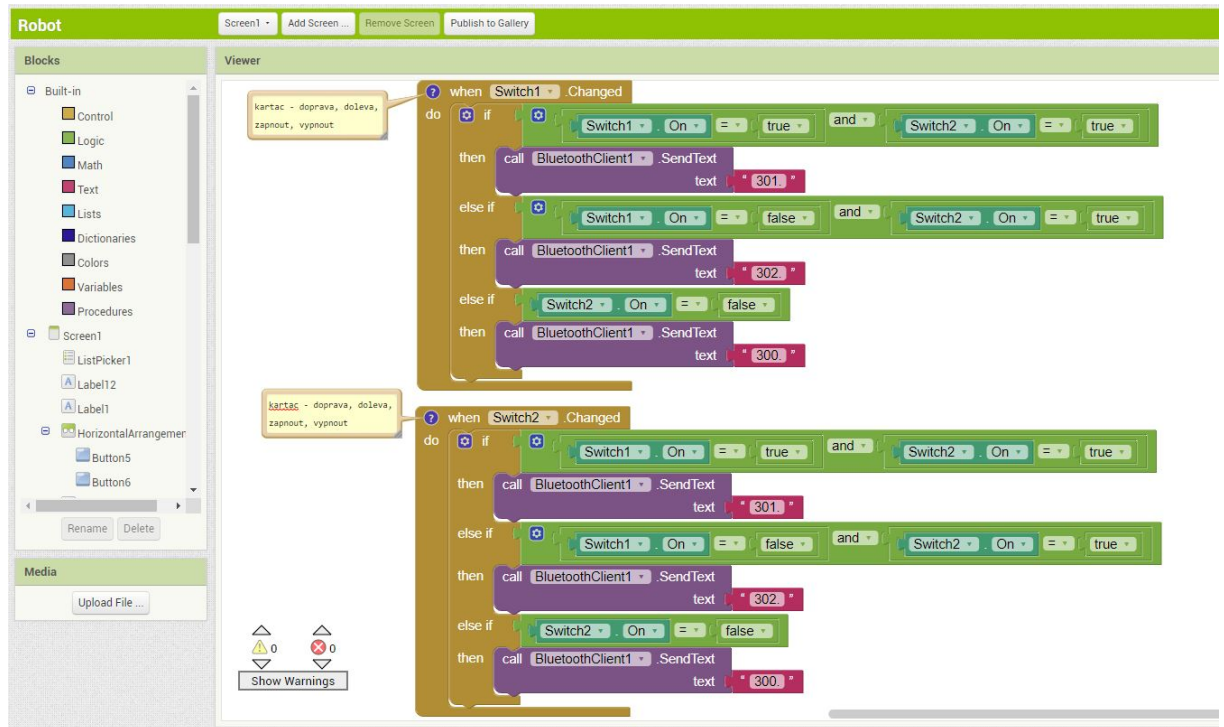 Robot
Screen1
Add Screen ...
Remove Screen
Publish to Gallery
Blocks
Viewer
Built-in
Control
Logic
Math
Text
Lists
Dictionaries
Colors
Variables
Procedures
Screen1
ListPicker1
Label12
Label1
HorizontalArrangemen
Button5
Button6
Rename Delete
Media
Upload File ...
kartac - doprava, doleva,
zapnout, vypnout
? when Switch1 .Changed
do if Switch1 . On = true and Switch2 . On = true
then call BluetoothClient1 .SendText
text " 301. "
else if Switch1 . On = false and Switch2 . On = true
then call BluetoothClient1 .SendText
text " 302. "
else if Switch2 . On = false
then call BluetoothClient1 .SendText
text " 300. "
kartac - doprava, doleva,
zapnout, vypnout
? when Switch2 .Changed
do if Switch1 . On = true and Switch2 . On = true
then call BluetoothClient1 .SendText
text " 301. "
else if Switch1 . On = false and Switch2 . On = true
then call BluetoothClient1 .SendText
text " 302. "
else if Switch2 . On = false
then call BluetoothClient1 .SendText
text " 300. "
0 0
Show Warnings